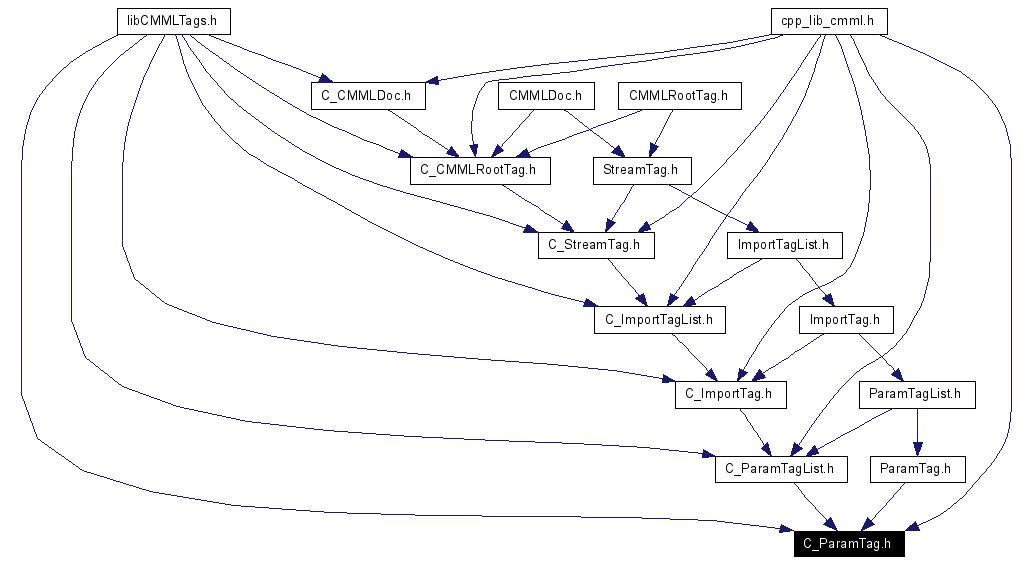 libCMMLTags.h
cpp_lib_cmml.h
C_CMMLDoc.h
CMMLDoc.h
CMMLRootTag.h
C_CMMLRootTag.h
StreamTag.h
C_StreamTag.h
ImportTagList.h
C_ImportTagList.h
ImportTag.h
C_ImportTag.h
ParamTagList.h
C_ParamTagList.h
ParamTag.h
C_ParamTag.h